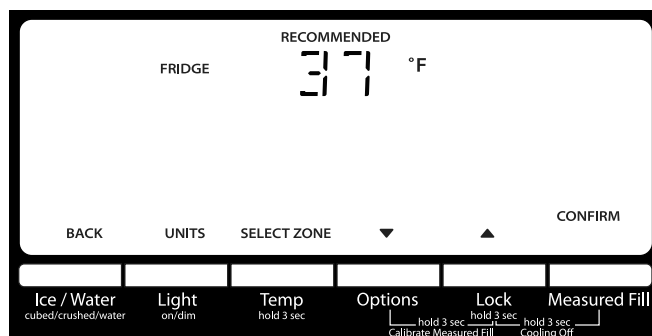 RECOMMENDED
FRIDGE 37 °F
CONFIRM
BACK UNITS SELECT ZONE ▼ ▲
Ice / Water Light Temp Options Lock Measured Fill
cubed/crushed/water on/dim hold 3 sec hold 3 sec
hold 3 sec hold 3 sec
Calibrate Measured Fill Cooling Off